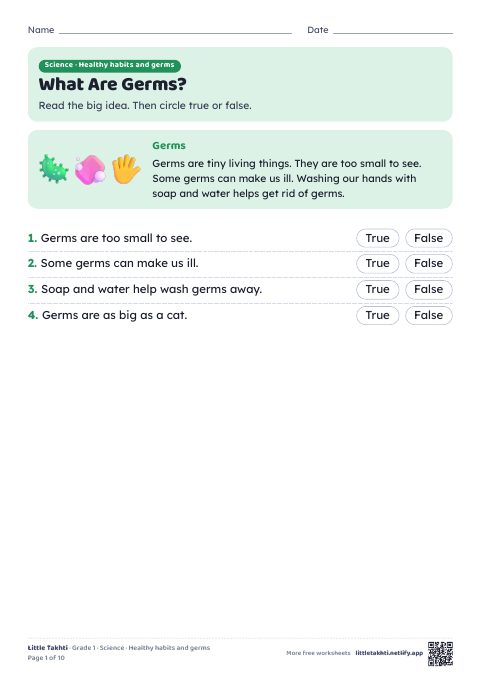 Name Date
Science · Healthy habits and germs
What Are Germs?
Read the big idea. Then circle true or false.
Germs
Germs are tiny living things. They are too small to see.
Some germs can make us ill. Washing our hands with
soap and water helps get rid of germs.
1. Germs are too small to see. True False
2. Some germs can make us ill. True False
3. Soap and water help wash germs away. True False
4. Germs are as big as a cat. True False
Little Takhti · Grade 1 · Science · Healthy habits and germs
Page 1 of 10
More free worksheets · littletakhti.netlify.app